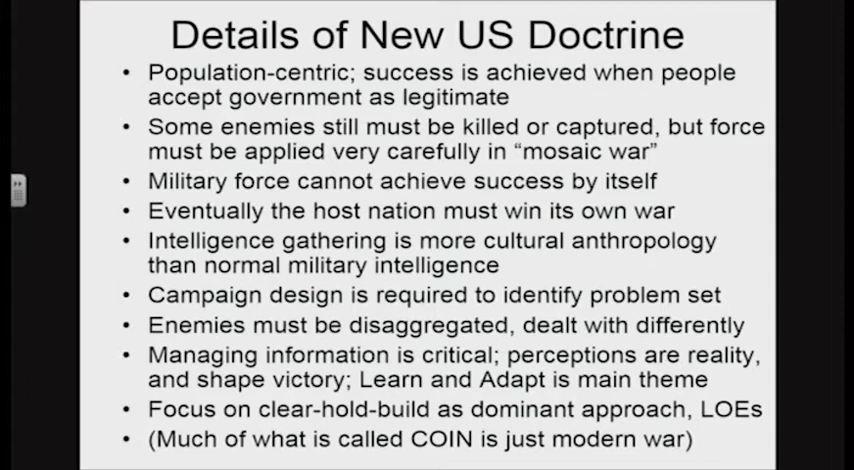 Details of New US Doctrine
• Population-centric; success is achieved when people
accept government as legitimate
• Some enemies still must be killed or captured, but force
must be applied very carefully in “mosaic war”
• Military force cannot achieve success by itself
• Eventually the host nation must win its own war
• Intelligence gathering is more cultural anthropology
than normal military intelligence
• Campaign design is required to identify problem set
• Enemies must be disaggregated, dealt with differently
• Managing information is critical; perceptions are reality,
and shape victory; Learn and Adapt is main theme
• Focus on clear-hold-build as dominant approach, LOEs
• (Much of what is called COIN is just modern war)